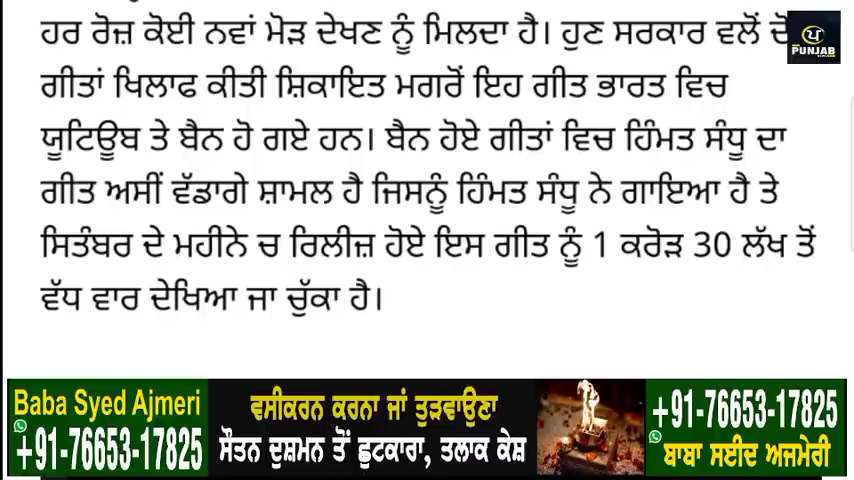 ਹਰ ਰੋਜ਼ ਕੋਈ ਨਵਾਂ ਮੋੜ ਦੇਖਣ ਨੂੰ ਮਿਲਦਾ ਹੈ। ਹੁਣ ਸਰਕਾਰ ਵਲੋਂ ਦੋ
ਪ
PUNJAB
ਗੀਤਾਂ ਖਿਲਾਫ ਕੀਤੀ ਸ਼ਿਕਾਇਤ ਮਗਰੋਂ ਇਹ ਗੀਤ ਭਾਰਤ ਵਿਚ
ਯੂਟਿਊਬ ਤੇ ਬੈਨ ਹੋ ਗਏ ਹਨ। ਬੈਨ ਹੋਏ ਗੀਤਾਂ ਵਿਚ ਹਿੰਮਤ ਸੰਧੂ ਦਾ
ਗੀਤ ਅਸੀਂ ਵੱਡਾਗੇ ਸ਼ਾਮਲ ਹੈ ਜਿਸਨੂੰ ਹਿੰਮਤ ਸੰਧੂ ਨੇ ਗਾਇਆ ਹੈ ਤੇ
ਸਿਤੰਬਰ ਦੇ ਮਹੀਨੇ ਚ ਰਿਲੀਜ਼ ਹੋਏ ਇਸ ਗੀਤ ਨੂੰ 1 ਕਰੋੜ 30 ਲੱਖ ਤੋਂ
ਵੱਧ ਵਾਰ ਦੇਖਿਆ ਜਾ ਚੁੱਕਾ ਹੈ।
Baba Syed Ajmeri
+91-76653-17825
ਵਸੀਕਰਨ ਕਰਨਾ ਜਾਂ ਤੁੜਵਾਉਣਾ
ਸੌਤਨ ਦੁਸ਼ਮਨ ਤੋਂ ਛੁਟਕਾਰਾ, ਤਲਾਕ ਕੇਸ਼
+91-76653-17825
ਬਾਬਾ ਸਈਦ ਅਜਮੇਰੀ